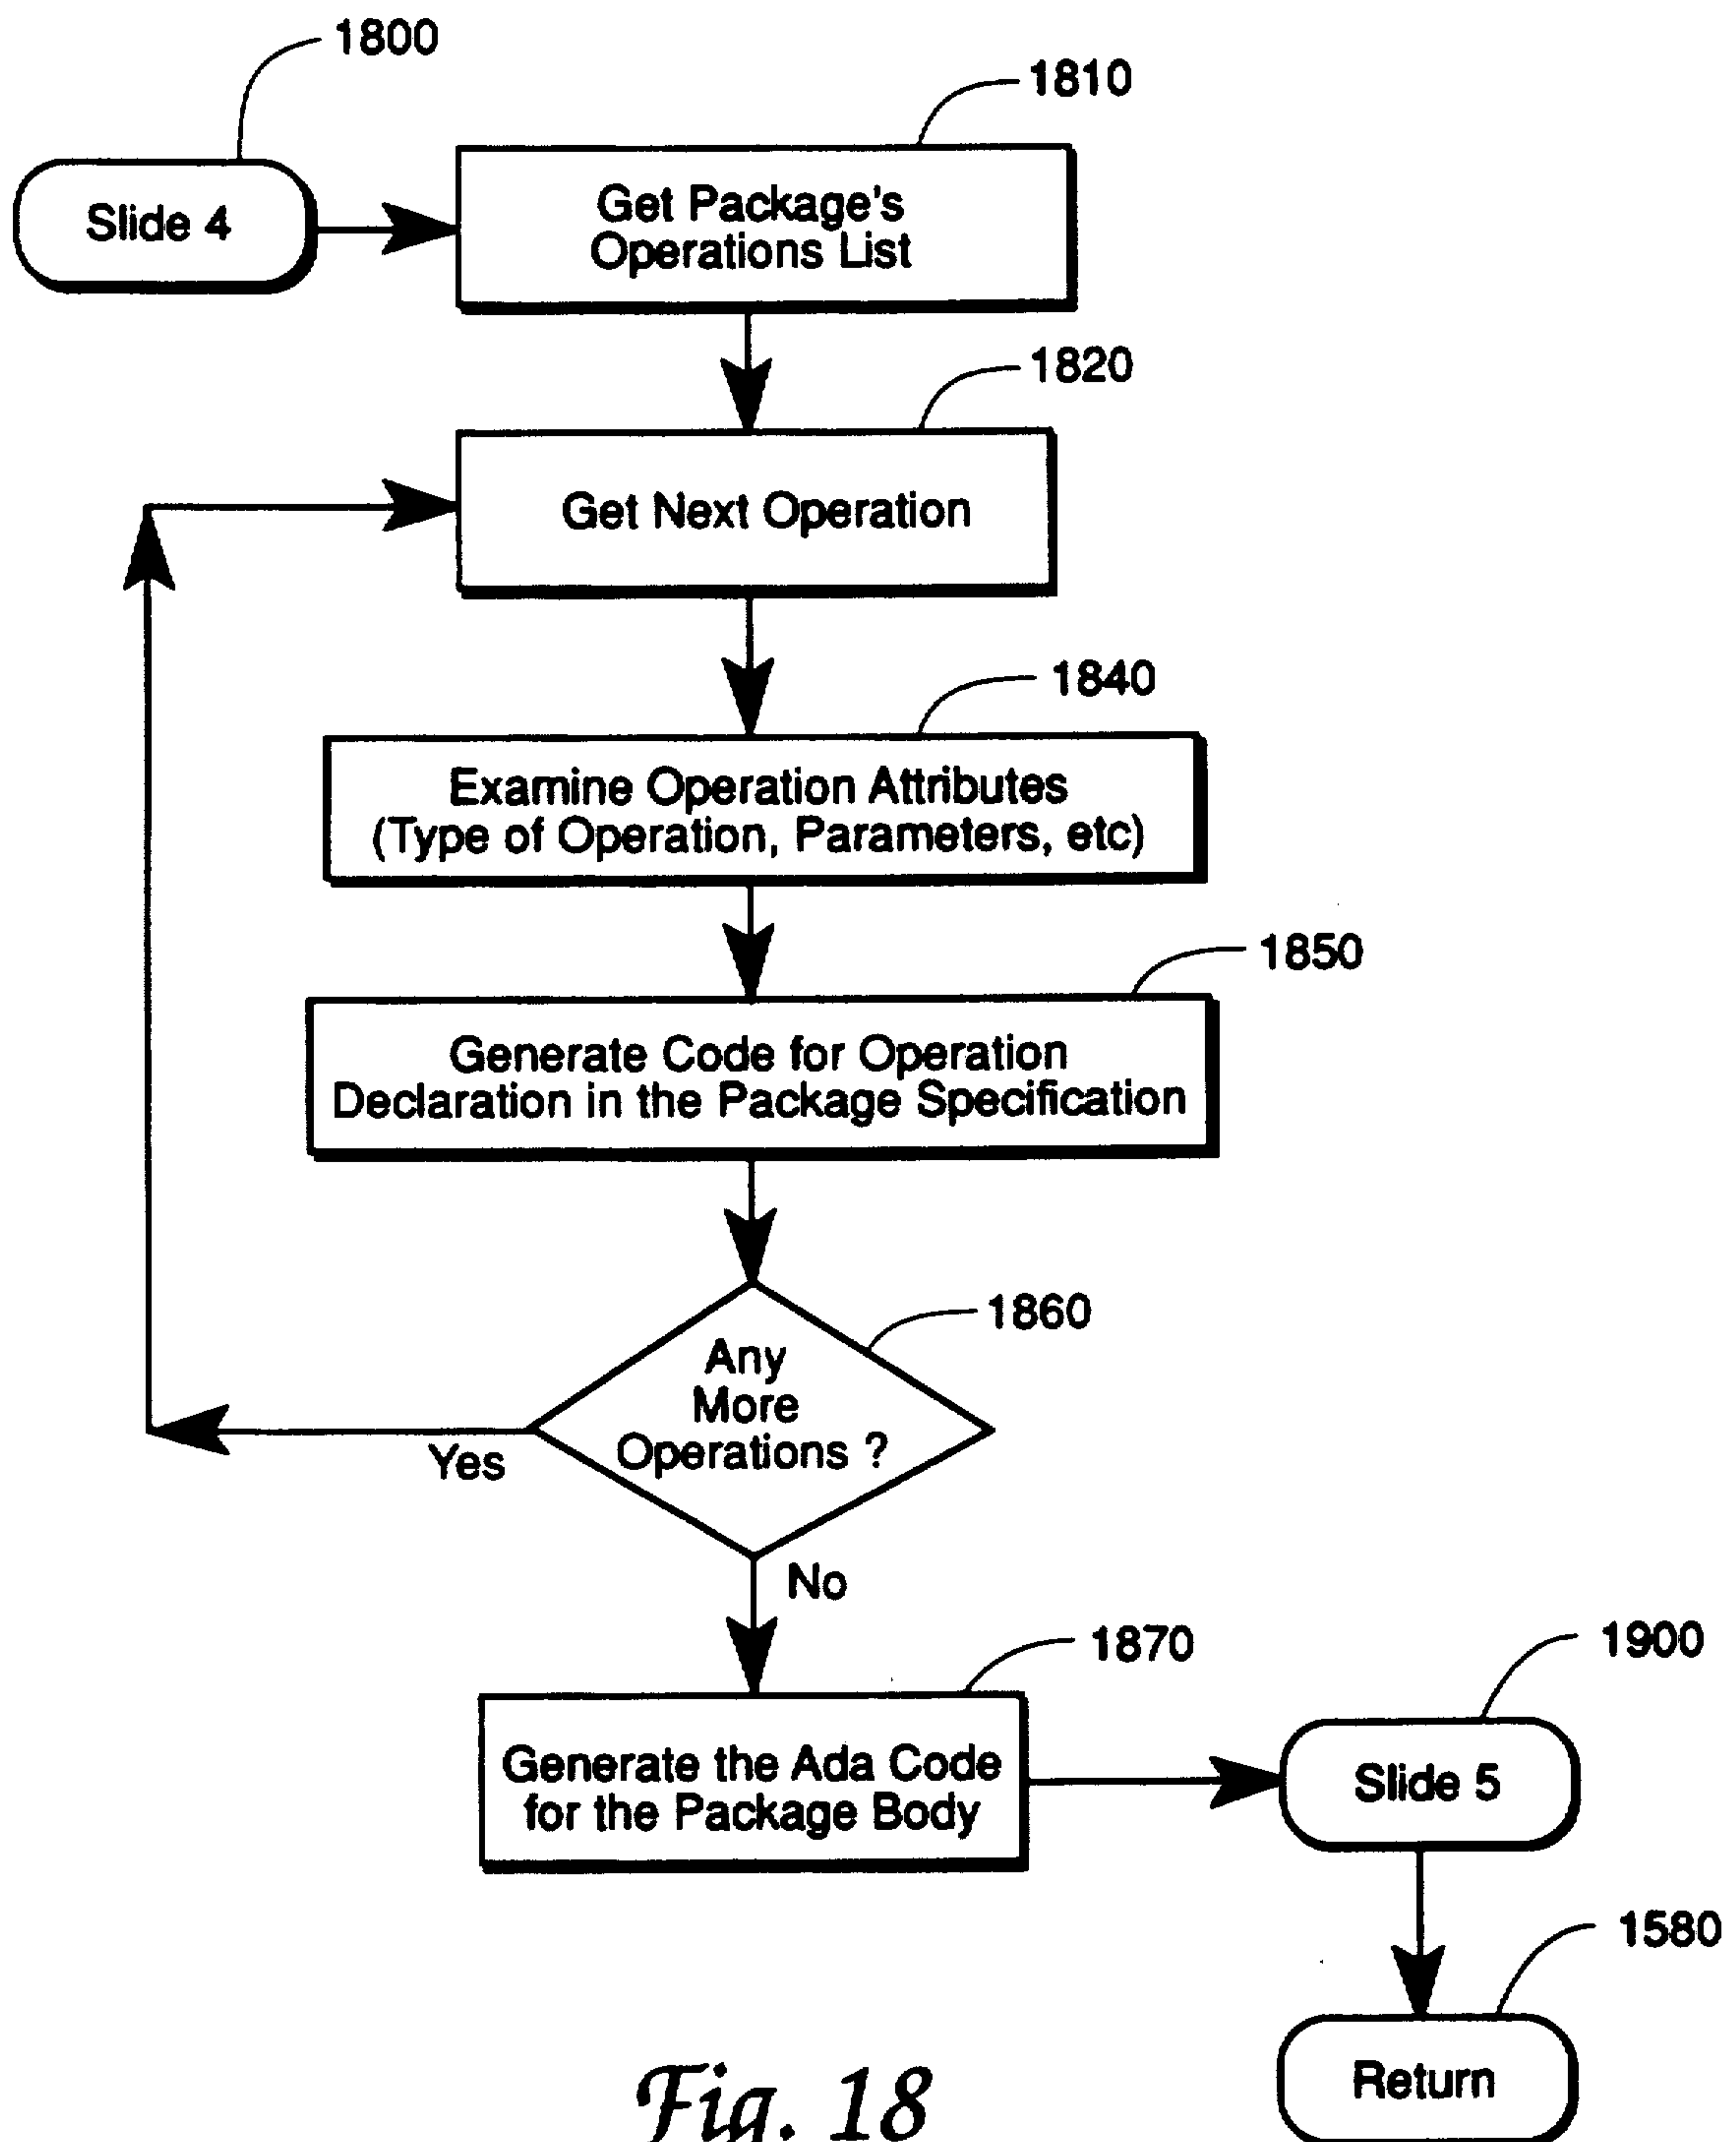 1800
1810
Slide 4
Get Package's
Operations List
1820
Get Next Operation
1840
Examine Operation Attributes
(Type of Operation, Parameters, etc)
1850
Generate Code for Operation
Declaration in the Package Specification
1860
Any
More
Operations ?
Yes
No
1870
1900
Generate the Ada Code
for the Package Body
Slide 5
1580
Return
Fig. 18